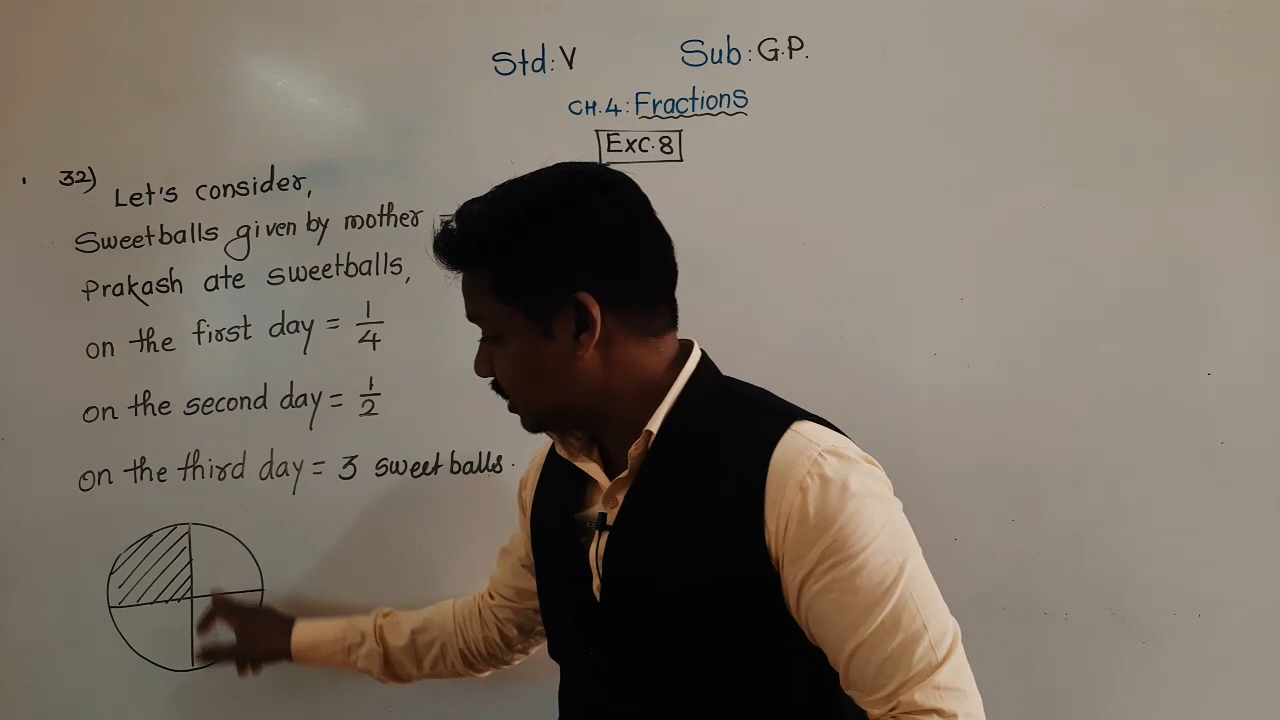 Std: V Sub: G.P.
CH.4: Fractions
Exc. 8
32) Let's consider,
Sweetballs given by mother =
Prakash ate sweetballs,
on the first day = 1/4
on the second day = 1/2
on the third day = 3 sweet balls.